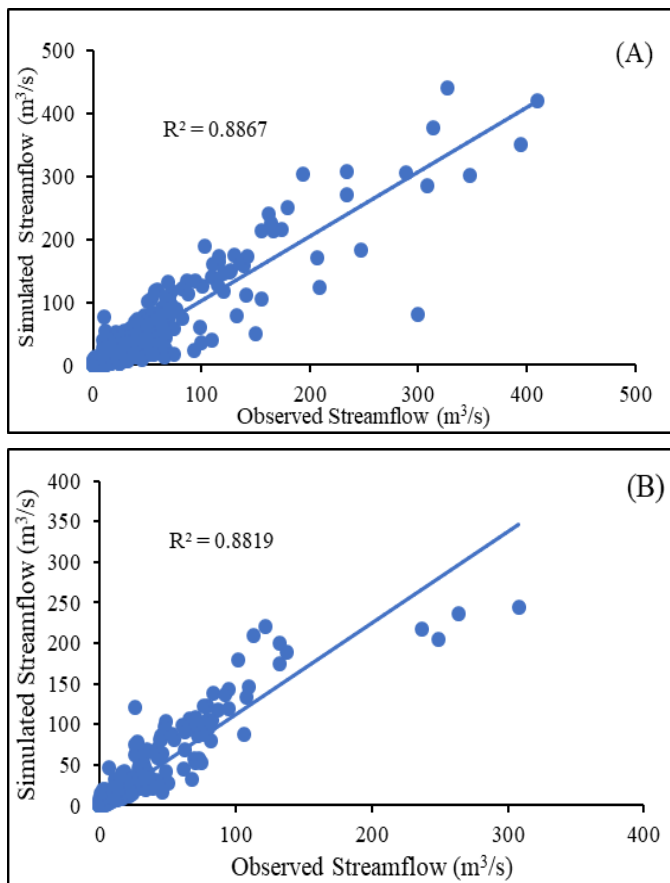 (A)
R² = 0.8867
Simulated Streamflow (m³/s)
500
400
300
200
100
0
0 100 200 300 400 500
Observed Streamflow (m³/s)
(B)
R² = 0.8819
Simulated Streamflow (m³/s)
400
350
300
250
200
150
100
50
0
0 100 200 300 400
Observed Streamflow (m³/s)